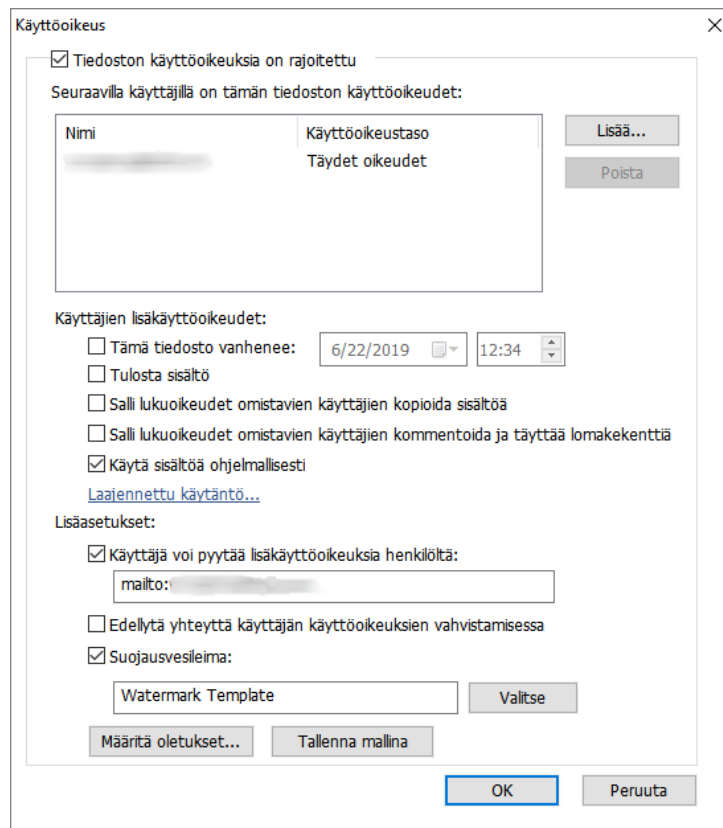 Käyttöoikeus
Tiedoston käyttöoikeuksia on rajoitettu
Seuraavilla käyttäjillä on tämän tiedoston käyttöoikeudet:
Nimi Käyttöoikeustaso Lisää...
Täydet oikeudet Poista
Käyttäjien lisäkäyttöoikeudet:
Tämä tiedosto vanhenee: 6/22/2019 12:34
Tulosta sisältö
Salli lukuoikeudet omistavien käyttäjien kopioida sisältöä
Salli lukuoikeudet omistavien käyttäjien kommentoida ja täyttää lomakekenttiä
Käytä sisältöä ohjelmallisesti
Laajennettu käytäntö...
Lisäasetukset:
Käyttäjä voi pyytää lisäkäyttöoikeuksia henkilöltä:
mailto:
Edellytä yhteyttä käyttäjän käyttöoikeuksien vahvistamisessa
Suojausvesileima:
Watermark Template Valitse
Määritä oletukset... Tallenna mallina
OK Peruuta